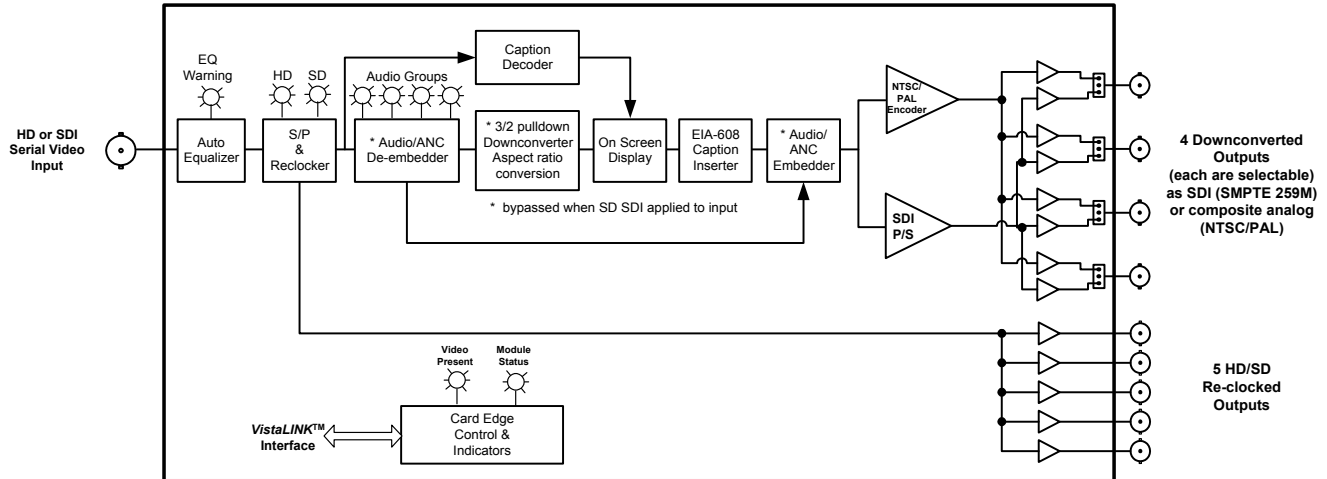 HD or SDI
Serial Video
Input
EQ
Warning
Auto
Equalizer
HD
SD
S/P
&
Reclocker
Audio Groups
* Audio/ANC
De-embedder
Caption
Decoder
* 3/2 pulldown
Downconverter
Aspect ratio
conversion
On Screen
Display
EIA-608
Caption
Inserter
* Audio/
ANC
Embedder
* bypassed when SD SDI applied to input
NTSC/
PAL
Encoder
SDI
P/S
4 Downconverted
Outputs
(each are selectable)
as SDI (SMPTE 259M)
or composite analog
(NTSC/PAL)
5 HD/SD
Re-clocked
Outputs
Video
Present
Module
Status
Card Edge
Control &
Indicators
VistaLINK™
Interface